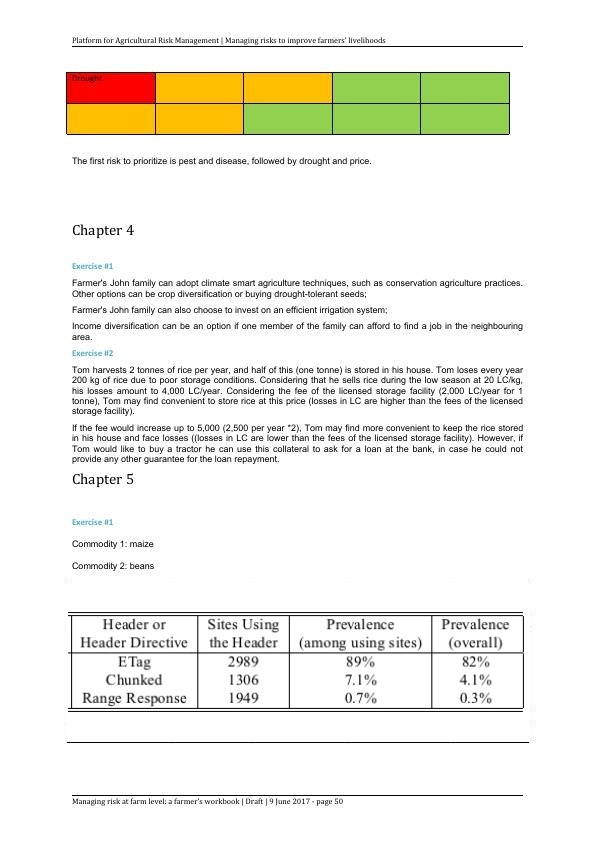 Platform for Agricultural Risk Management | Managing risks to improve farmers' livelihoods
Drought
The first risk to prioritize is pest and disease, followed by drought and price.
Chapter 4
Exercise #1
Farmer's John family can adopt climate smart agriculture techniques, such as conservation agriculture practices.
Other options can be crop diversification or buying drought-tolerant seeds;
Farmer's John family can also choose to invest on an efficient irrigation system;
Income diversification can be an option if one member of the family can afford to find a job in the neighbouring
area.
Exercise #2
Tom harvests 2 tonnes of rice per year, and half of this (one tonne) is stored in his house. Tom loses every year
200 kg of rice due to poor storage conditions. Considering that he sells rice during the low season at 20 LC/kg,
his losses amount to 4,000 LC/year. Considering the fee of the licensed storage facility (2,000 LC/year for 1
tonne), Tom may find convenient to store rice at this price (losses in LC are higher than the fees of the licensed
storage facility).
If the fee would increase up to 5,000 (2,500 per year *2), Tom may find more convenient to keep the rice stored
in his house and face losses ((losses in LC are lower than the fees of the licensed storage facility). However, if
Tom would like to buy a tractor he can use this collateral to ask for a loan at the bank, in case he could not
provide any other guarantee for the loan repayment.
Chapter 5
Exercise #1
Commodity 1: maize
Commodity 2: beans
Header or Sites Using Prevalence Prevalence
Header Directive the Header (among using sites) (overall)
ETag 2989 89% 82%
Chunked 1306 7.1% 4.1%
Range Response 1949 0.7% 0.3%
Managing risk at farm level: a farmer's workbook | Draft | 9 June 2017 - page 50